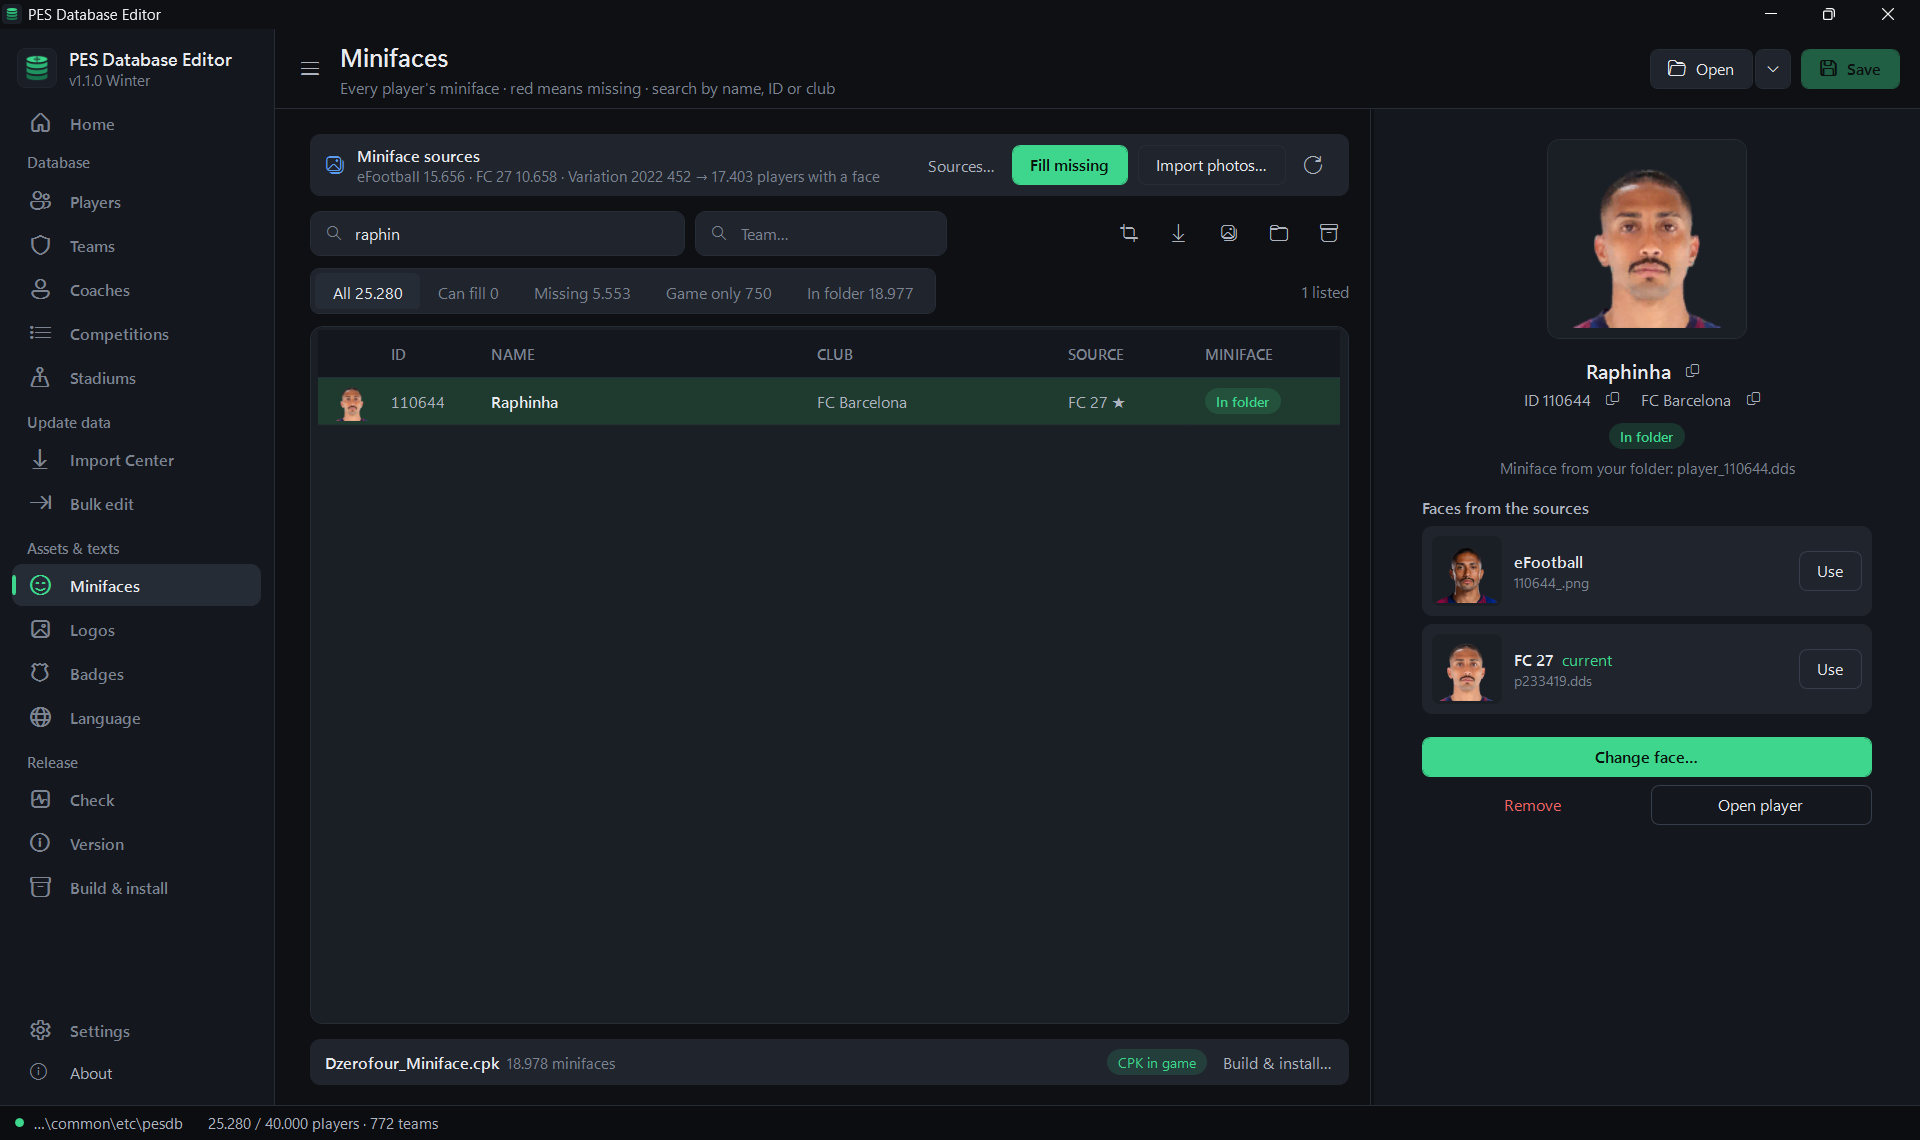 PES Database Editor
PES Database Editor
v1.1.0 Winter
Home
Database
Players
Teams
Coaches
Competitions
Stadiums
Update data
Import Center
Bulk edit
Assets & texts
Minifaces
Logos
Badges
Language
Release
Check
Version
Build & install
Settings
About
Minifaces
Every player's miniface · red means missing · search by name, ID or club
Open
Save
Miniface sources
eFootball 15.656 · FC 27 10.658 · Variation 2022 452 → 17.403 players with a face
Sources...
Fill missing
Import photos...
raphin
Team...
All 25.280
Can fill 0
Missing 5.553
Game only 750
In folder 18.977
1 listed
ID NAME CLUB SOURCE MINIFACE
110644 Raphinha FC Barcelona FC 27 ★ In folder
Dzerofour_Miniface.cpk 18.978 minifaces
CPK in game
Build & install...
Raphinha
ID 110644 FC Barcelona
In folder
Miniface from your folder: player_110644.dds
Faces from the sources
eFootball
110644_.png
Use
FC 27 current
p233419.dds
Use
Change face...
Remove
Open player
...\common\etc\pesdb 25.280 / 40.000 players · 772 teams